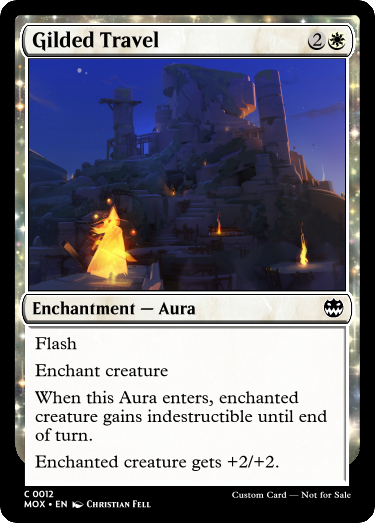 Gilded Travel 2
Enchantment — Aura
Flash
Enchant creature
When this Aura enters, enchanted
creature gains indestructible until end
of turn.
Enchanted creature gets +2/+2.
C 0012
MOX • EN Christian Fell
Custom Card — Not for Sale